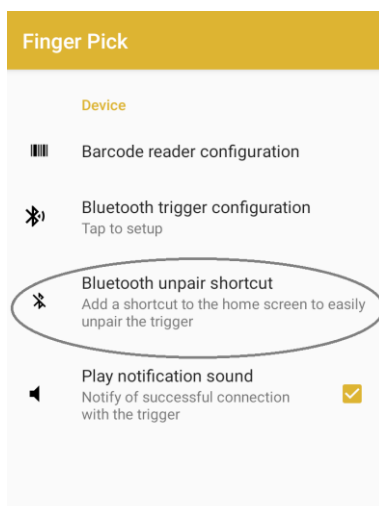 Finger Pick
Device
Barcode reader configuration
Bluetooth trigger configuration
Tap to setup
Bluetooth unpair shortcut
Add a shortcut to the home screen to easily
unpair the trigger
Play notification sound
Notify of successful connection
with the trigger